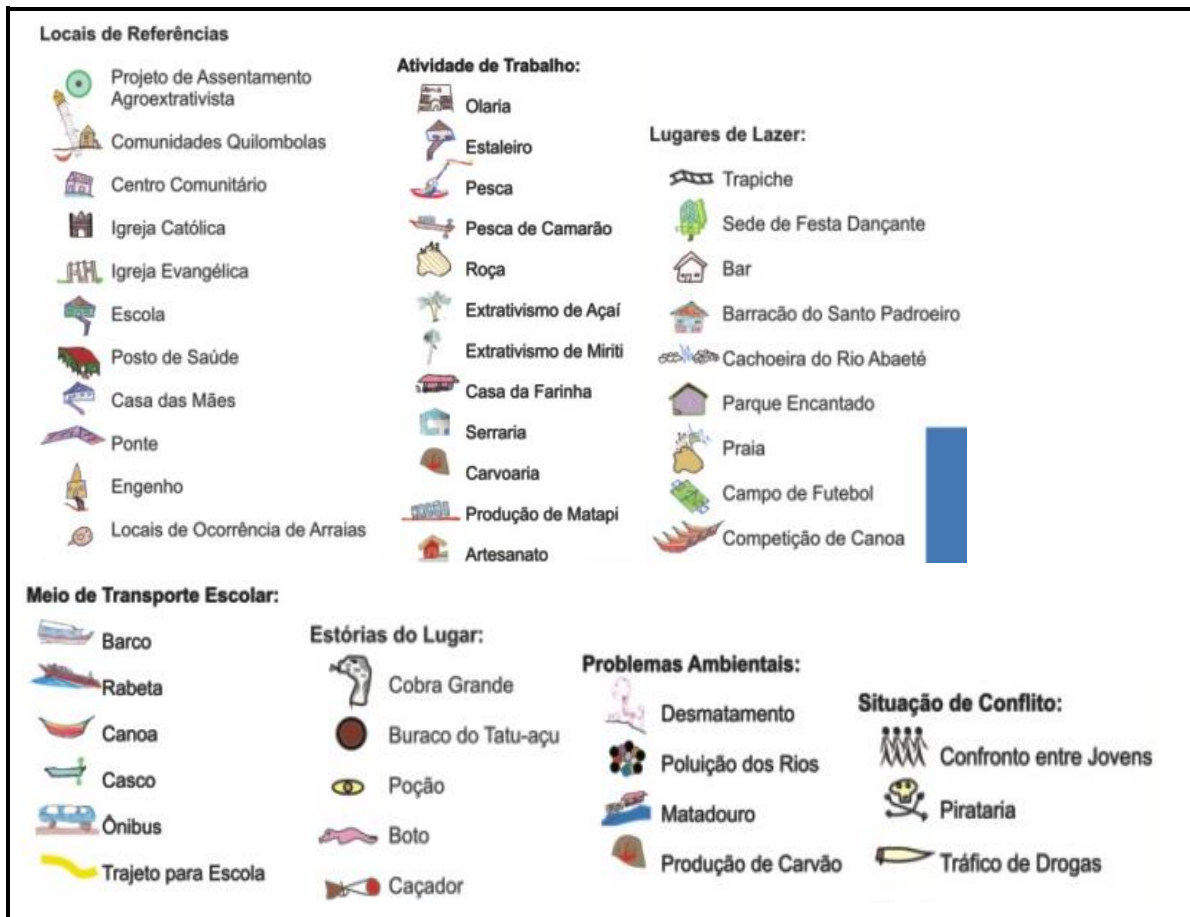 Locais de Referências
Projeto de Assentamento
Agroextrativista
Comunidades Quilombolas
Centro Comunitário
Igreja Católica
Igreja Evangélica
Escola
Posto de Saúde
Casa das Mães
Ponte
Engenho
Locais de Ocorrência de Arraias
Atividade de Trabalho:
Olaria
Estaleiro
Pesca
Pesca de Camarão
Roça
Extrativismo de Açaí
Extrativismo de Miriti
Casa da Farinha
Serraria
Carvoaria
Produção de Matapi
Artesanato
Lugares de Lazer:
Trapiche
Sede de Festa Dançante
Bar
Barracão do Santo Padroeiro
Cachoeira do Rio Abaeté
Parque Encantado
Praia
Campo de Futebol
Competição de Canoa
Meio de Transporte Escolar:
Barco
Rabeta
Canoa
Casco
Ônibus
Trajeto para Escola
Estórias do Lugar:
Cobra Grande
Buraco do Tatu-açu
Poção
Boto
Caçador
Problemas Ambientais:
Desmatamento
Poluição dos Rios
Matadouro
Produção de Carvão
Situação de Conflito:
Confronto entre Jovens
Pirataria
Tráfico de Drogas